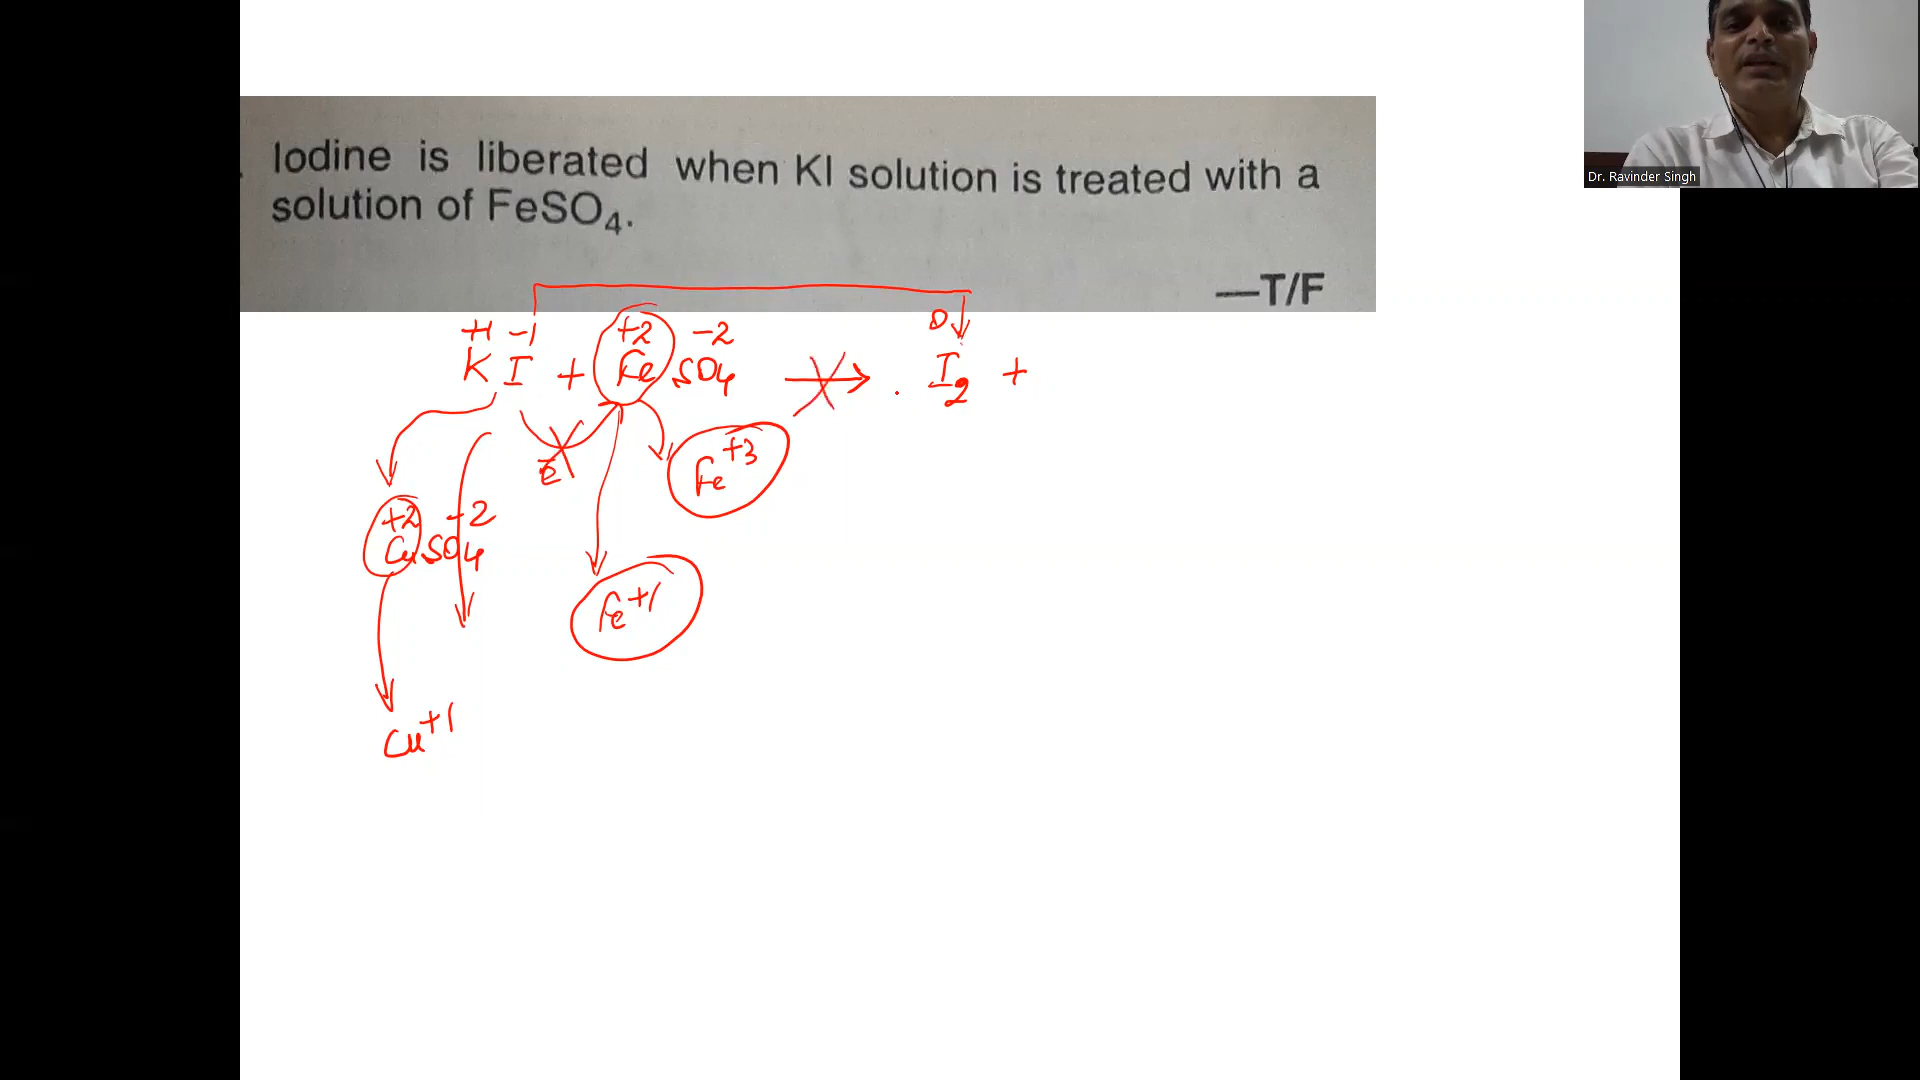 Iodine is liberated when KI solution is treated with a
solution of FeSO4.
—T/F
Dr. Ravinder Singh
+1 -1 +2 -2 0
K I + Fe SO4 → . I2 +
e
Fe+3
+2 -2
CuSO4
Fe+1
Cu+1